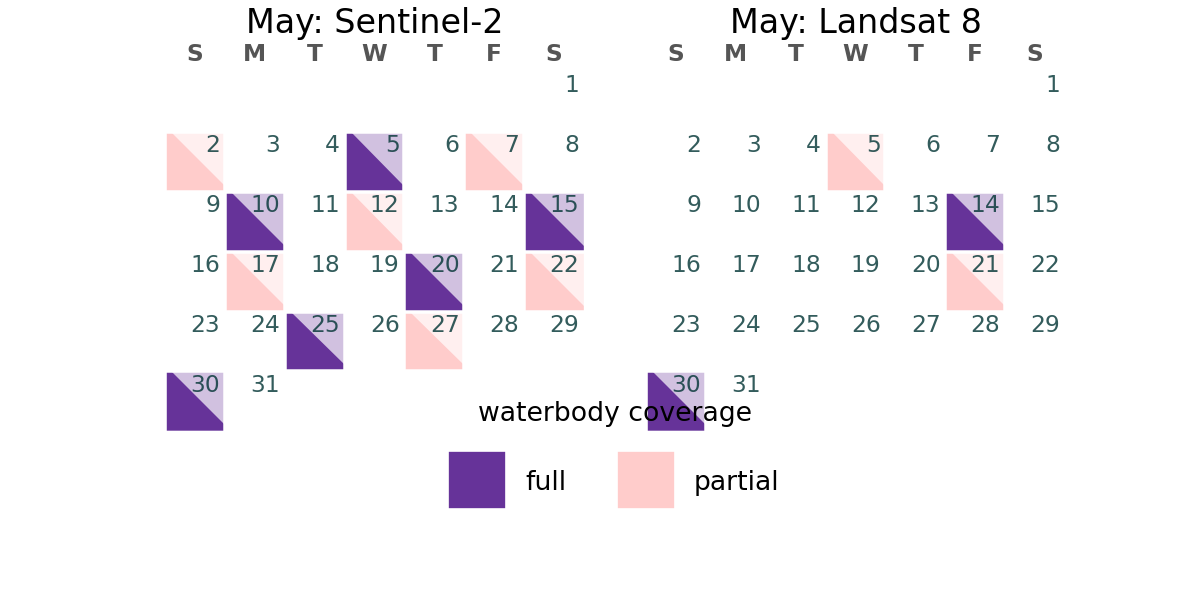 May: Sentinel-2 May: Landsat 8
S M T W T F S S M T W T F S
1 1
2 3 4 5 6 7 8 2 3 4 5 6 7 8
9 10 11 12 13 14 15 9 10 11 12 13 14 15
16 17 18 19 20 21 22 16 17 18 19 20 21 22
23 24 25 26 27 28 29 23 24 25 26 27 28 29
30 31 30 31
waterbody coverage
full partial